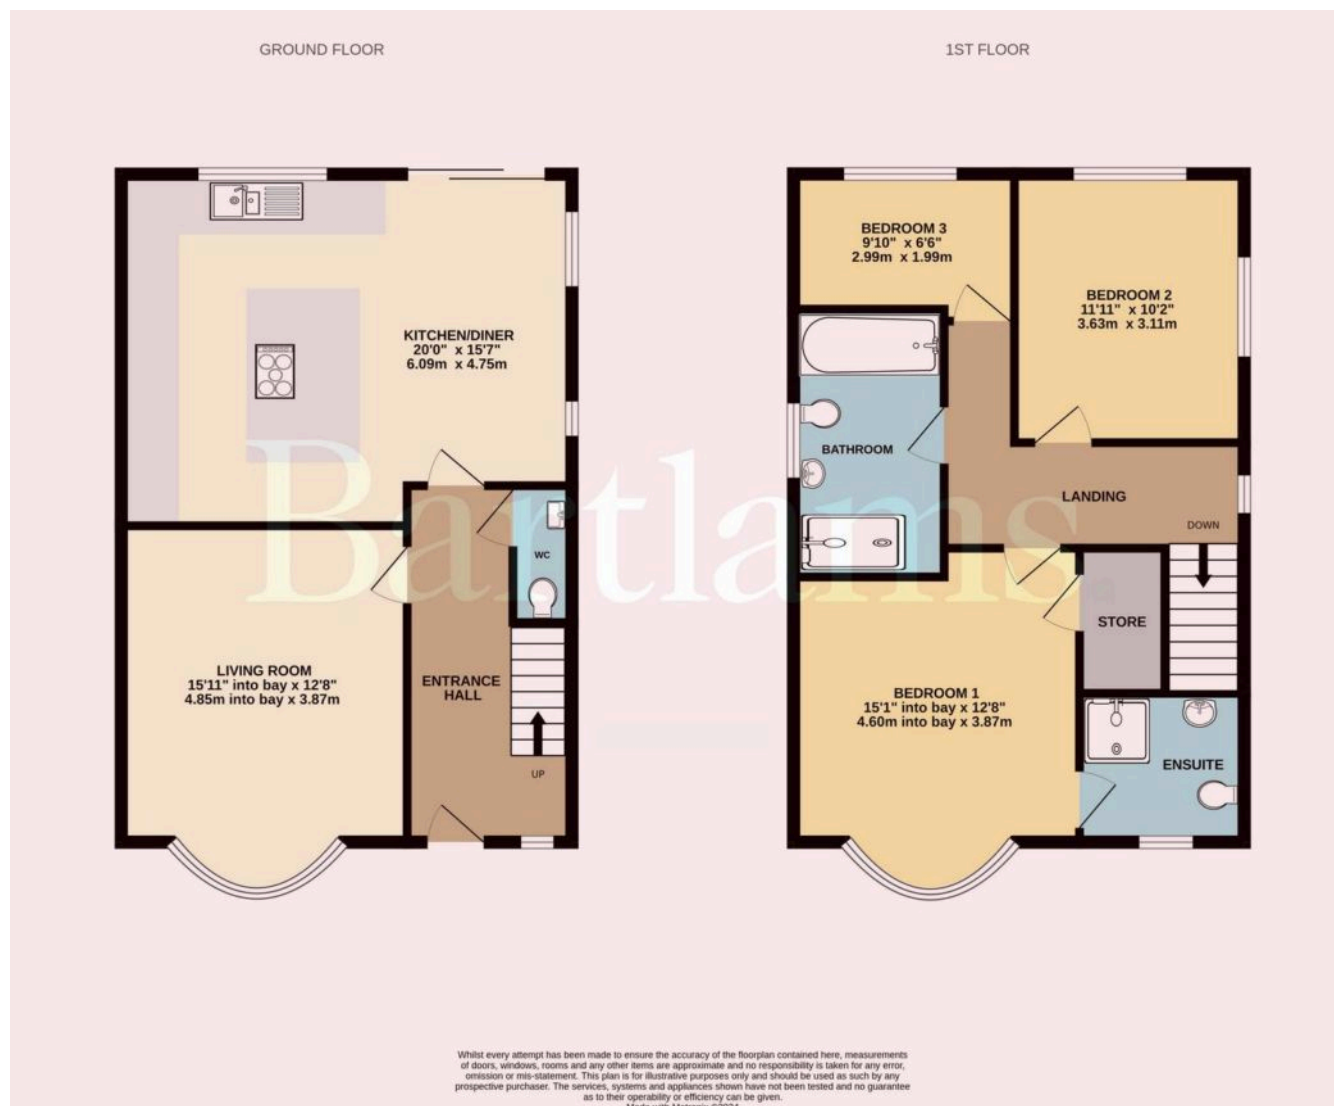 GROUND FLOOR
1ST FLOOR
KITCHEN/DINER
20'0" x 15'7"
6.09m x 4.75m
WC
LIVING ROOM
15'11" into bay x 12'8"
4.85m into bay x 3.87m
ENTRANCE
HALL
UP
BEDROOM 3
9'10" x 6'6"
2.99m x 1.99m
BEDROOM 2
11'11" x 10'2"
3.63m x 3.11m
BATHROOM
LANDING
DOWN
STORE
BEDROOM 1
15'1" into bay x 12'8"
4.60m into bay x 3.87m
ENSUITE
Bartlams
Whilst every attempt has been made to ensure the accuracy of the floorplan contained here, measurements
of doors, windows, rooms and any other items are approximate and no responsibility is taken for any error,
omission or mis-statement. This plan is for illustrative purposes only and should be used as such by any
prospective purchaser. The services, systems and appliances shown have not been tested and no guarantee
as to their operability or efficiency can be given.
Made with Metropix ©2024